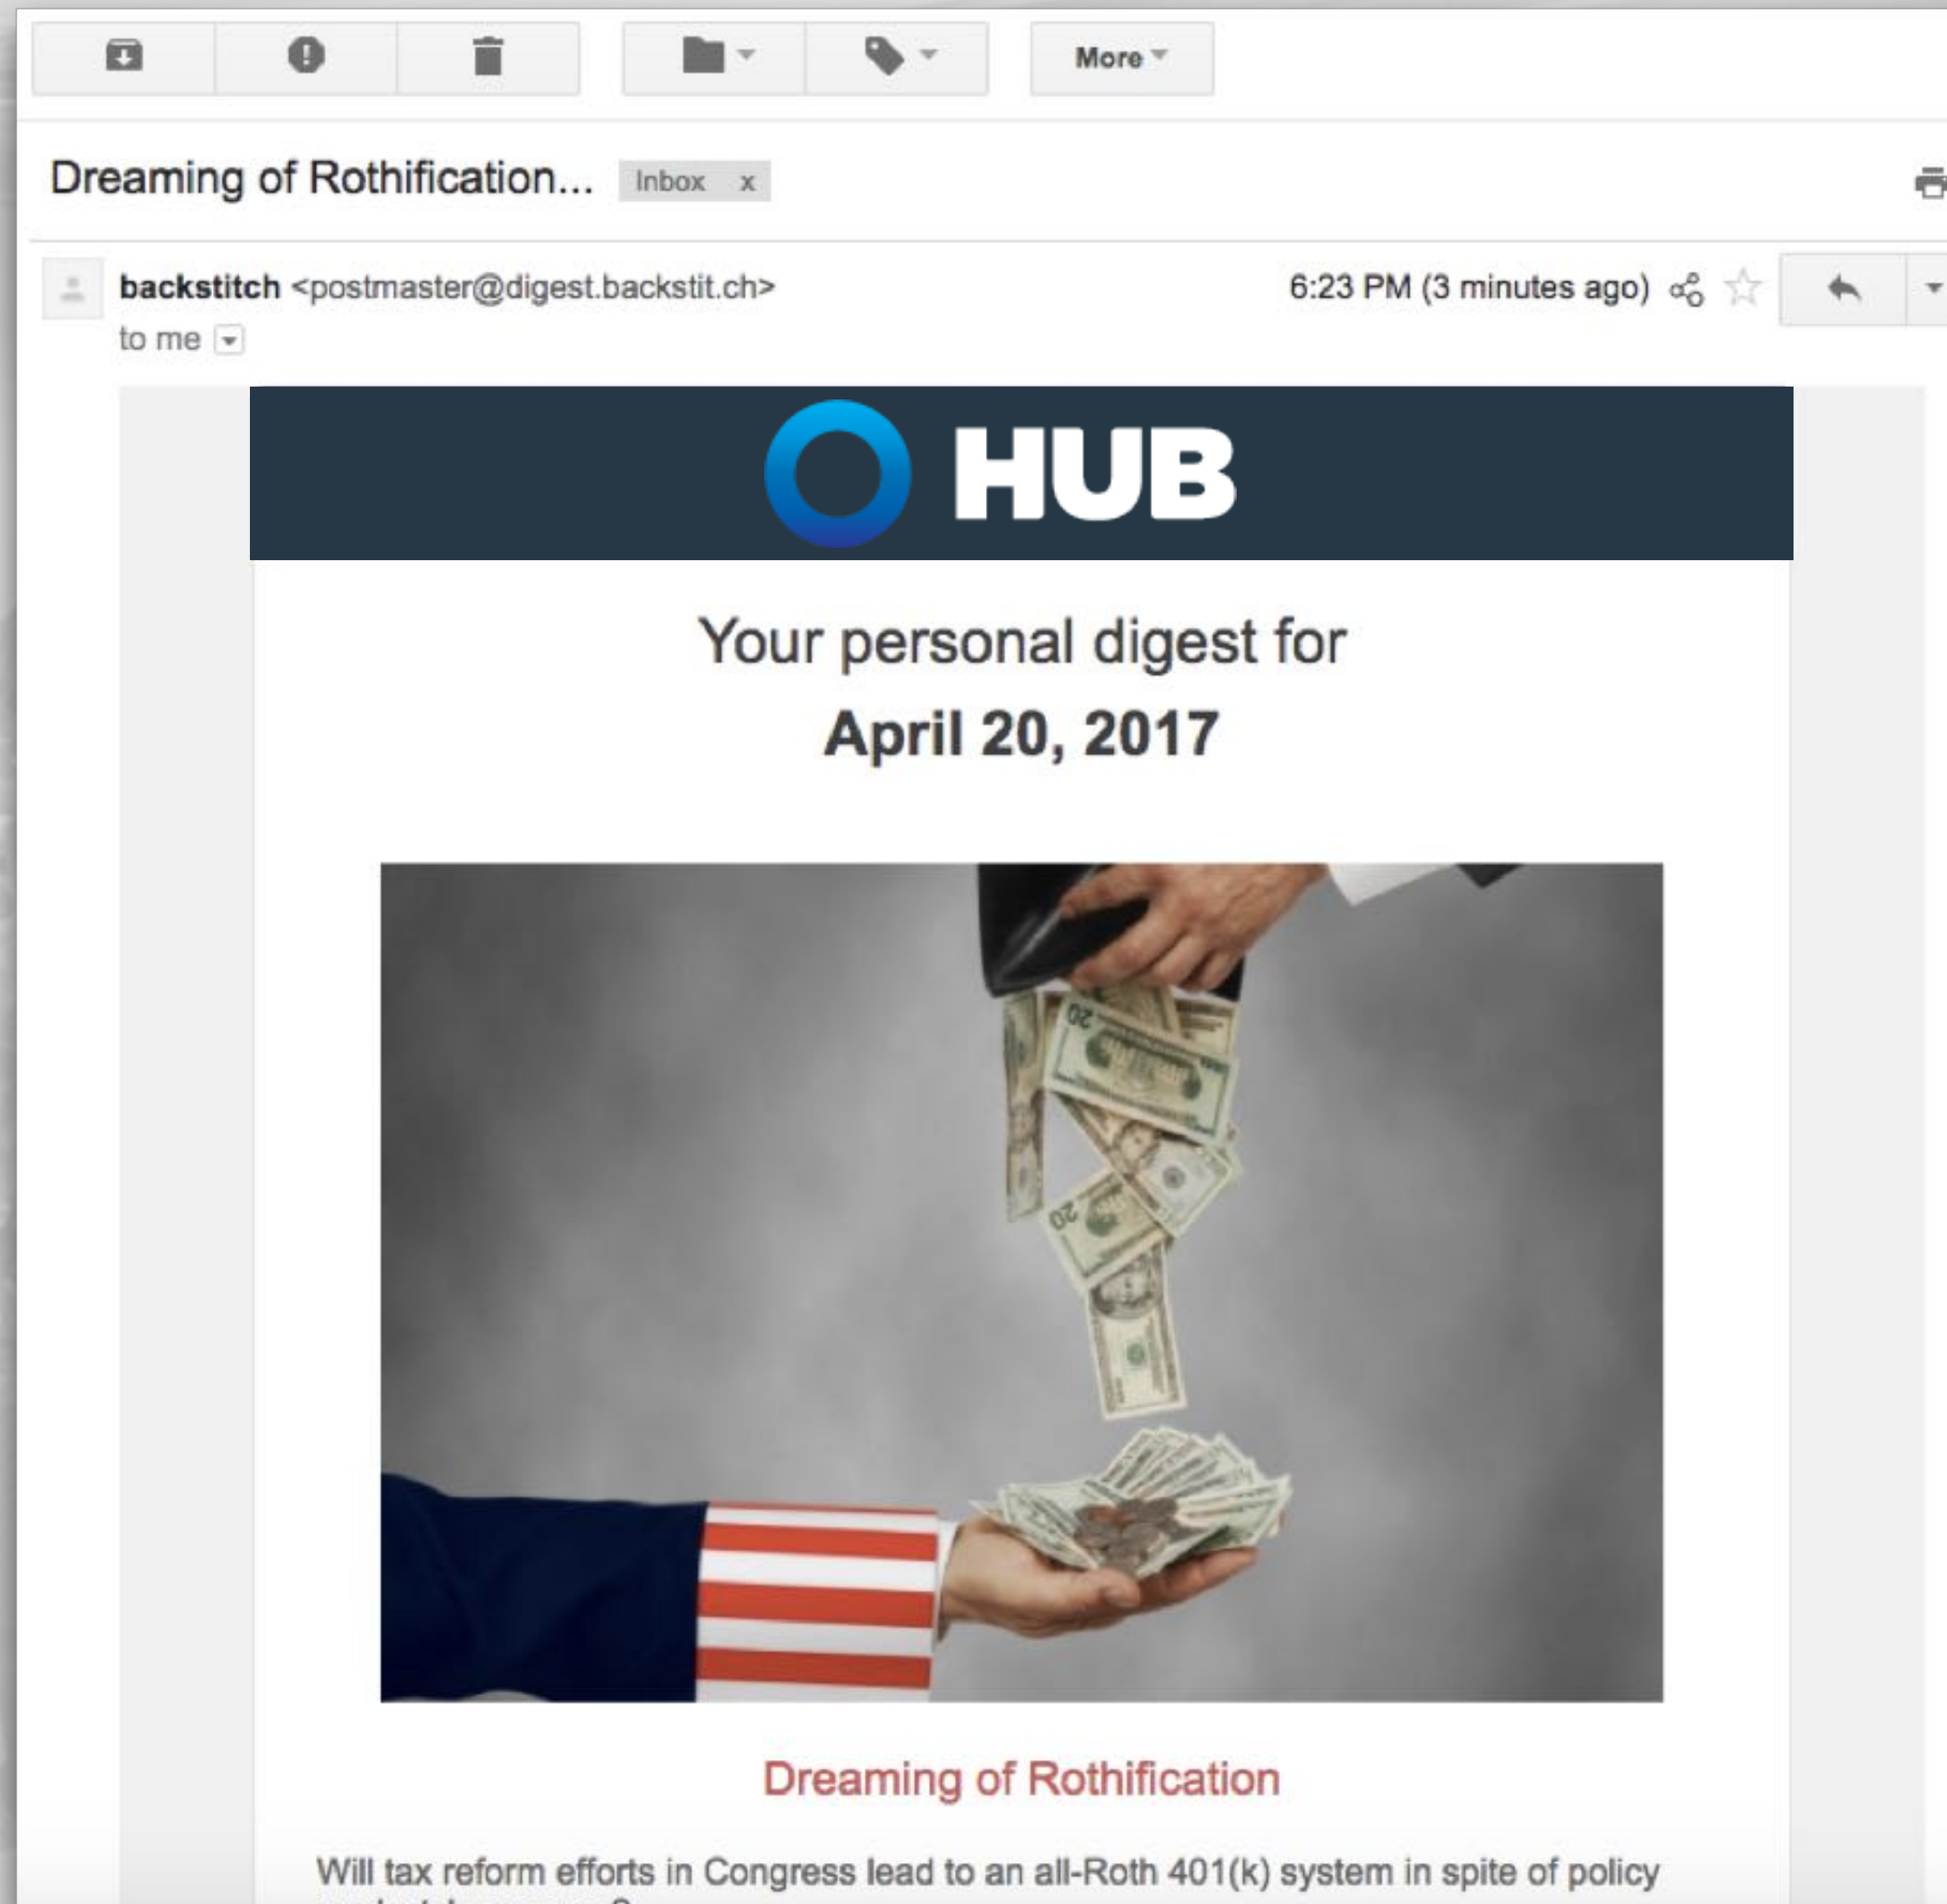 More
Dreaming of Rothification... Inbox x
backstitch <postmaster@digest.backstit.ch> 6:23 PM (3 minutes ago)
to me
HUB
Your personal digest for
April 20, 2017
20
20
Dreaming of Rothification
Will tax reform efforts in Congress lead to an all-Roth 401(k) system in spite of policy